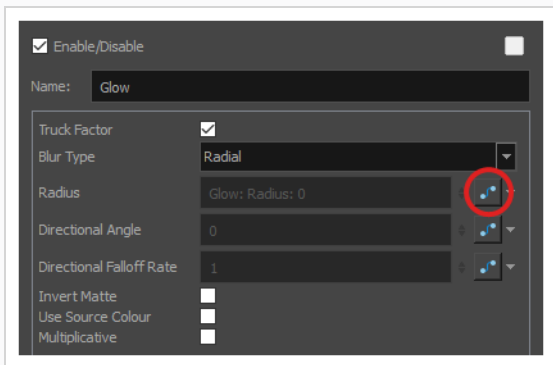 Enable/Disable
Name: Glow
Truck Factor
Blur Type Radial
Radius Glow: Radius: 0
Directional Angle 0
Directional Falloff Rate 1
Invert Matte
Use Source Colour
Multiplicative